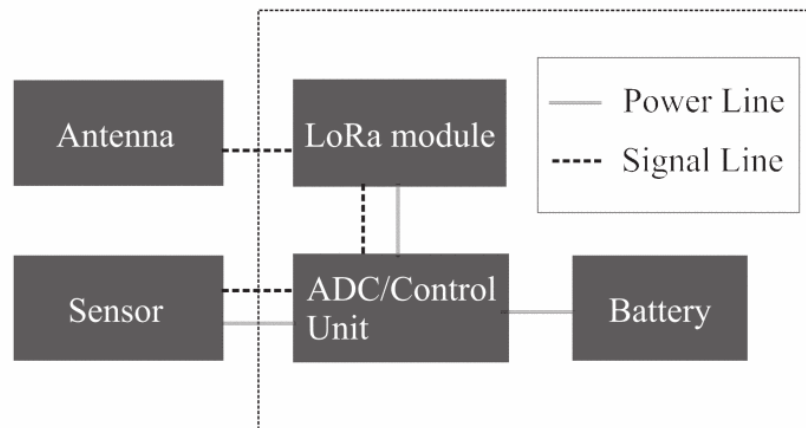 Antenna
LoRa module
Power Line
Signal Line
Sensor
ADC/Control
Unit
Battery